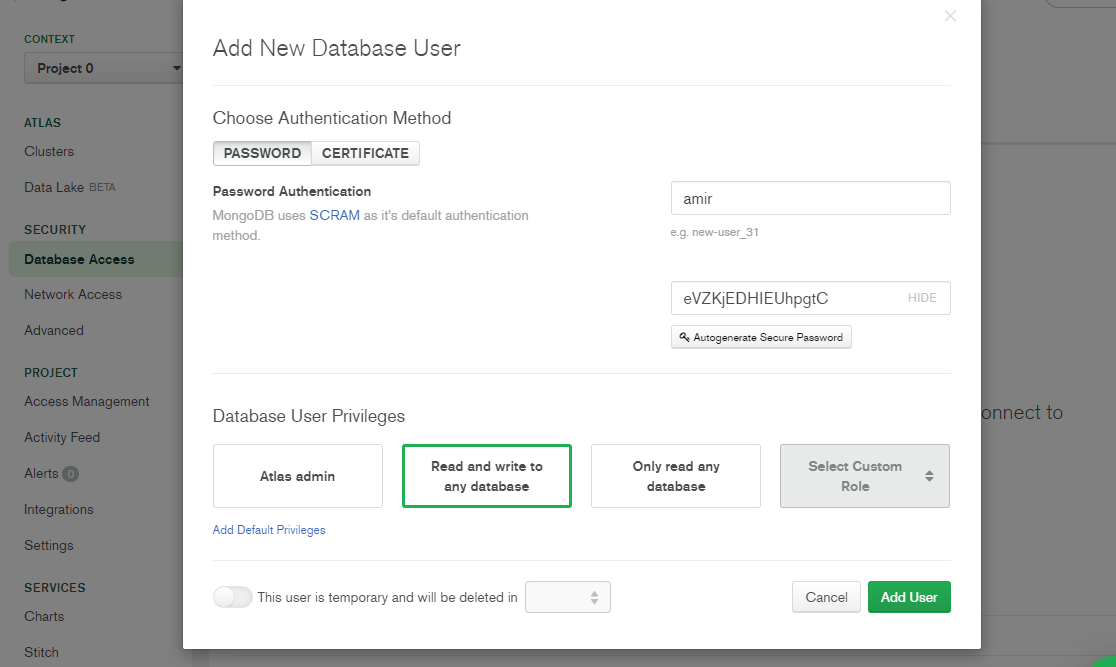 CONTEXT
Project 0
ATLAS
Clusters
Data Lake BETA
SECURITY
Database Access
Network Access
Advanced
PROJECT
Access Management
Activity Feed
Alerts 0
Integrations
Settings
SERVICES
Charts
Stitch
Add New Database User
Choose Authentication Method
PASSWORD CERTIFICATE
Password Authentication
MongoDB uses SCRAM as it's default authentication
method.
amir
e.g. new-user_31
eVZKjEDHIEUhpgtC HIDE
Autogenerate Secure Password
Database User Privileges
Atlas admin
Read and write to
any database
Only read any
database
Select Custom
Role
Add Default Privileges
This user is temporary and will be deleted in
Cancel Add User
onnect to